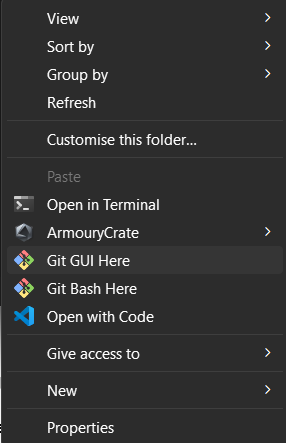 View
Sort by
Group by
Refresh
Customise this folder...
Paste
Open in Terminal
ArmouryCrate
Git GUI Here
Git Bash Here
Open with Code
Give access to
New
Properties